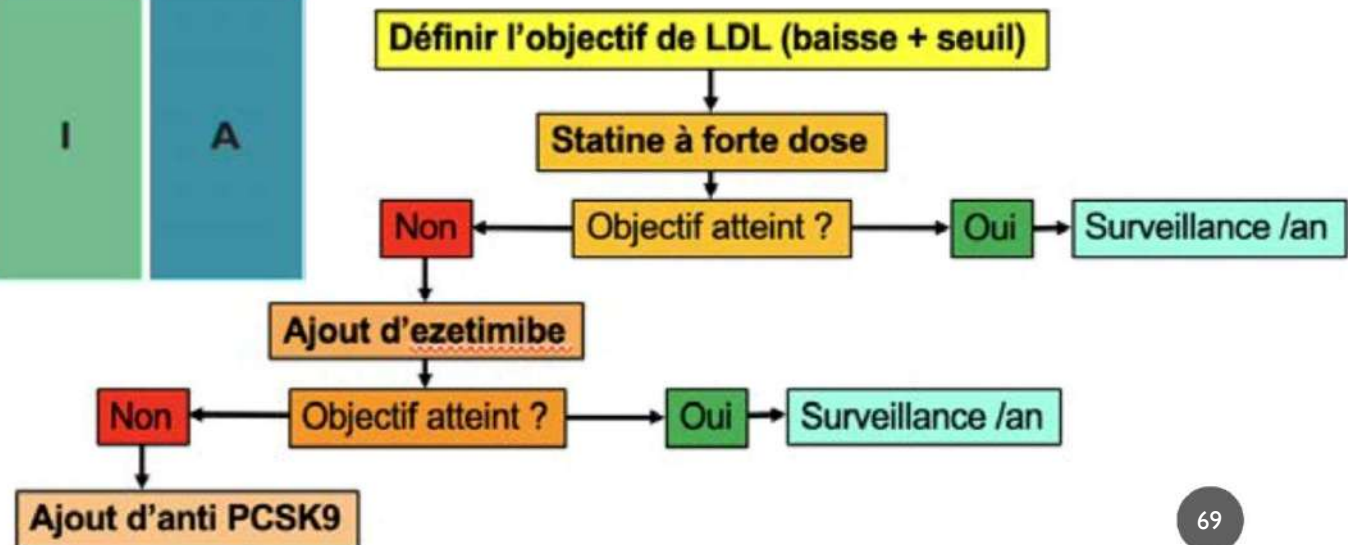 I
A
Définir l'objectif de LDL (baisse + seuil)
Statine à forte dose
Non
Objectif atteint ?
Oui
Surveillance /an
Ajout d'ezetimibe
Non
Objectif atteint ?
Oui
Surveillance /an
Ajout d'anti PCSK9
69